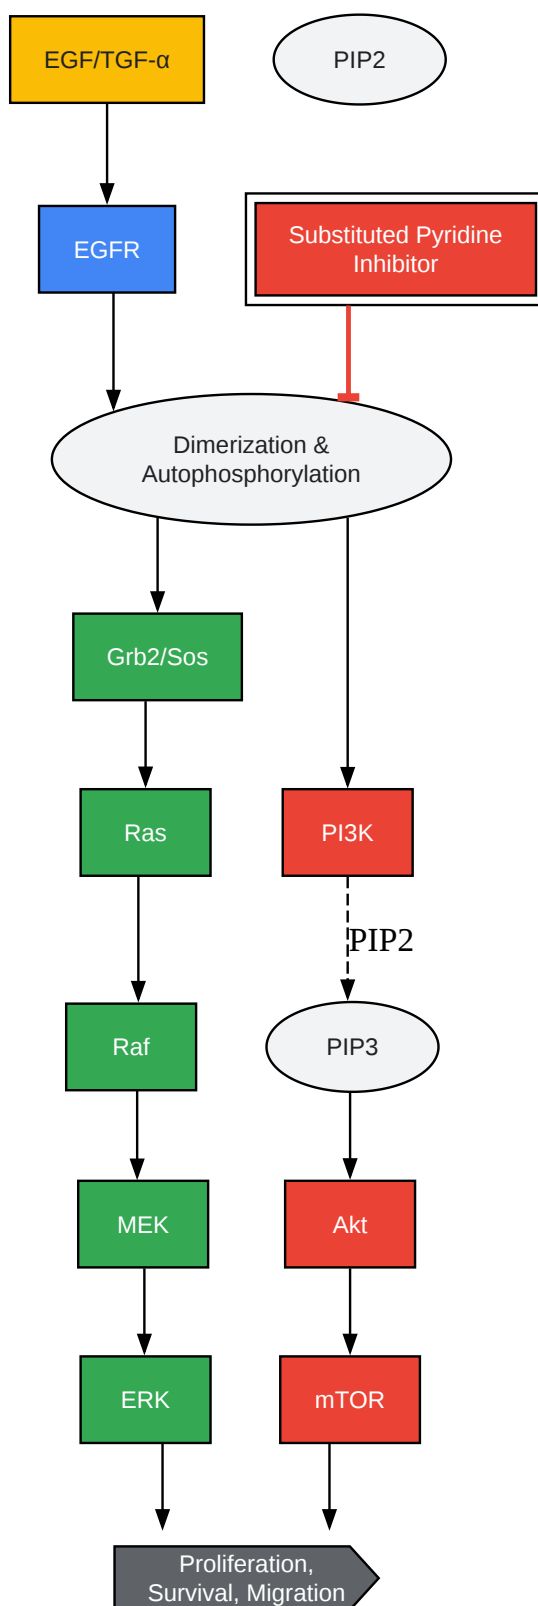 EGF/TGF-α
PIP2
EGFR
Substituted Pyridine
Inhibitor
Dimerization &
Autophosphorylation
Grb2/Sos
Ras
PI3K
PIP2
Raf
PIP3
MEK
Akt
ERK
mTOR
Proliferation,
Survival, Migration